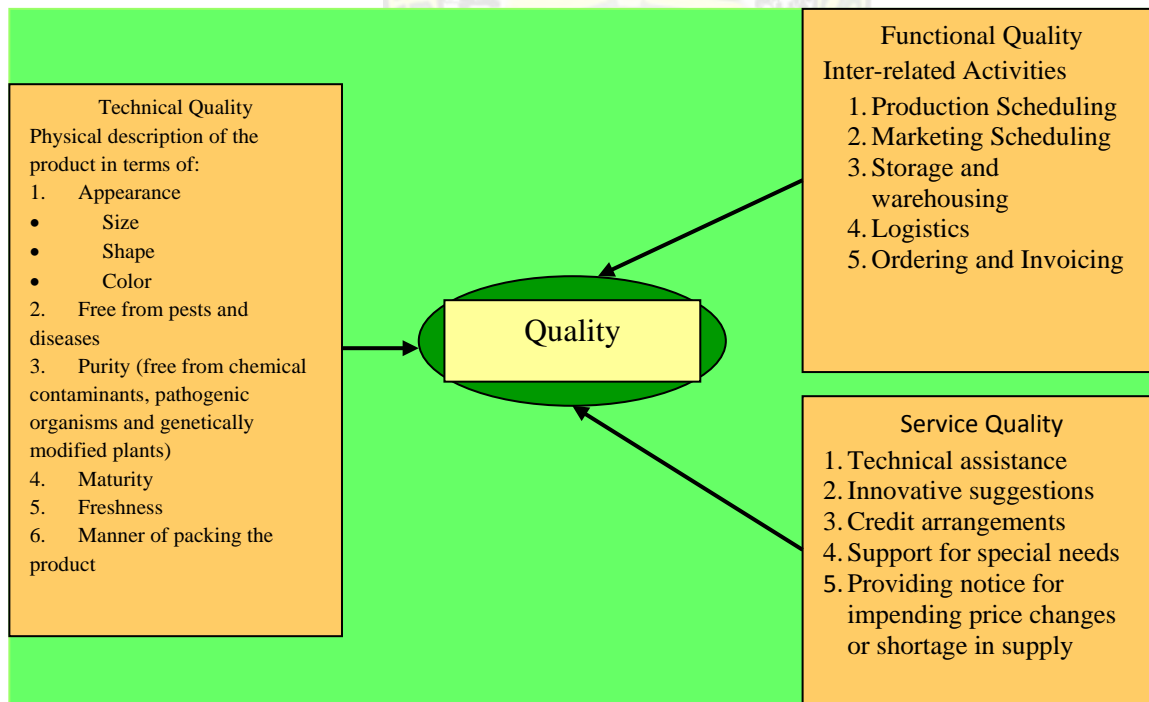 Technical Quality
Physical description of the
product in terms of:
1. Appearance
• Size
• Shape
• Color
2. Free from pests and
diseases
3. Purity (free from chemical
contaminants, pathogenic
organisms and genetically
modified plants)
4. Maturity
5. Freshness
6. Manner of packing the
product
Quality
Functional Quality
Inter-related Activities
1. Production Scheduling
2. Marketing Scheduling
3. Storage and
warehousing
4. Logistics
5. Ordering and Invoicing
Service Quality
1. Technical assistance
2. Innovative suggestions
3. Credit arrangements
4. Support for special needs
5. Providing notice for
impending price changes
or shortage in supply